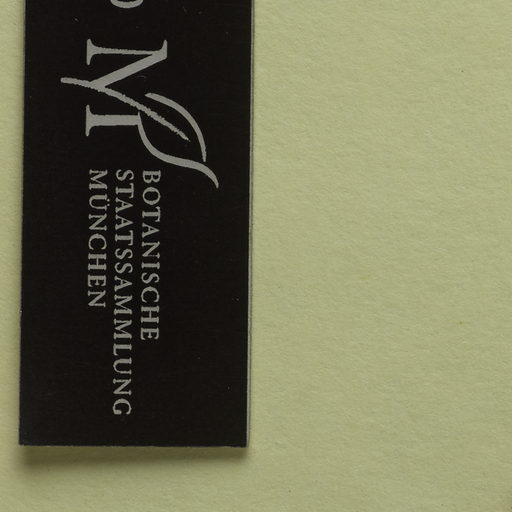 M
BOTANISCHE
STAATSSAMMLUNG
MÜNCHEN